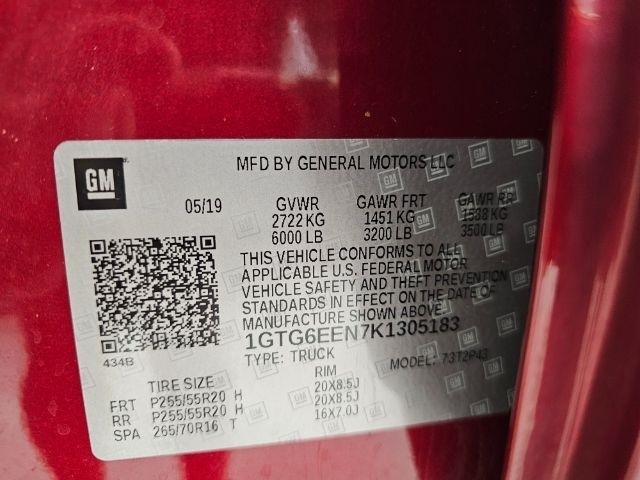 GM
MFD BY GENERAL MOTORS LLC
05/19 GVWR GAWR FRT GAWR RR
2722 KG 1451 KG 1588 KG
6000 LB 3200 LB 3500 LB
THIS VEHICLE CONFORMS TO ALL
APPLICABLE U.S. FEDERAL MOTOR
VEHICLE SAFETY AND THEFT PREVENTION
STANDARDS IN EFFECT ON THE DATE OF
MANUFACTURE SHOWN ABOVE.
1GTG6EEN7K1305183
434B TYPE: TRUCK MODEL: 73T2P43
TIRE SIZE RIM
FRT P255/55R20 H 20X8.5J
RR P255/55R20 H 20X8.5J
SPA 265/70R16 T 16X7.0J